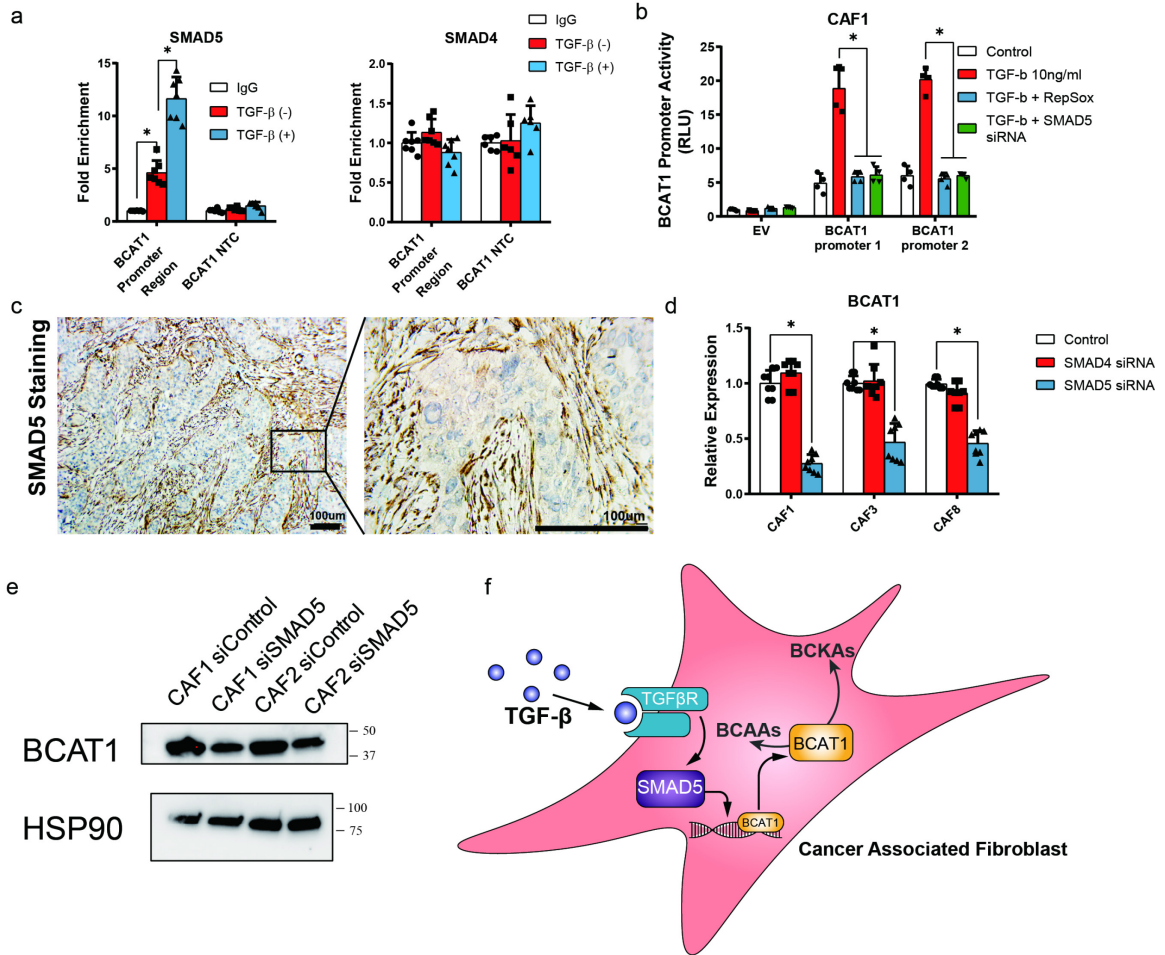 a
SMAD5
Fold Enrichment
15
10
5
0
*
*
IgG
TGF-β (-)
TGF-β (+)
BCAT1
Promoter
Region
BCAT1 NTC
SMAD4
Fold Enrichment
2.0
1.5
1.0
0.5
0.0
IgG
TGF-β (-)
TGF-β (+)
BCAT1
Promoter
Region
BCAT1 NTC
b
CAF1
BCAT1 Promoter Activity
(RLU)
25
20
15
10
5
0
*
*
Control
TGF-b 10ng/ml
TGF-b + RepSox
TGF-b + SMAD5
siRNA
EV
BCAT1
promoter 1
BCAT1
promoter 2
c
SMAD5 Staining
100um
100um
d
BCAT1
Relative Expression
1.5
1.0
0.5
0.0
*
*
*
Control
SMAD4 siRNA
SMAD5 siRNA
CAF1
CAF3
CAF8
e
CAF1 siControl
CAF1 siSMAD5
CAF2 siControl
CAF2 siSMAD5
BCAT1
- 50
- 37
HSP90
- 100
- 75
f
TGF-β
TGFβR
SMAD5
BCAAs
BCKAs
BCAT1
BCAT1
Cancer Associated Fibroblast